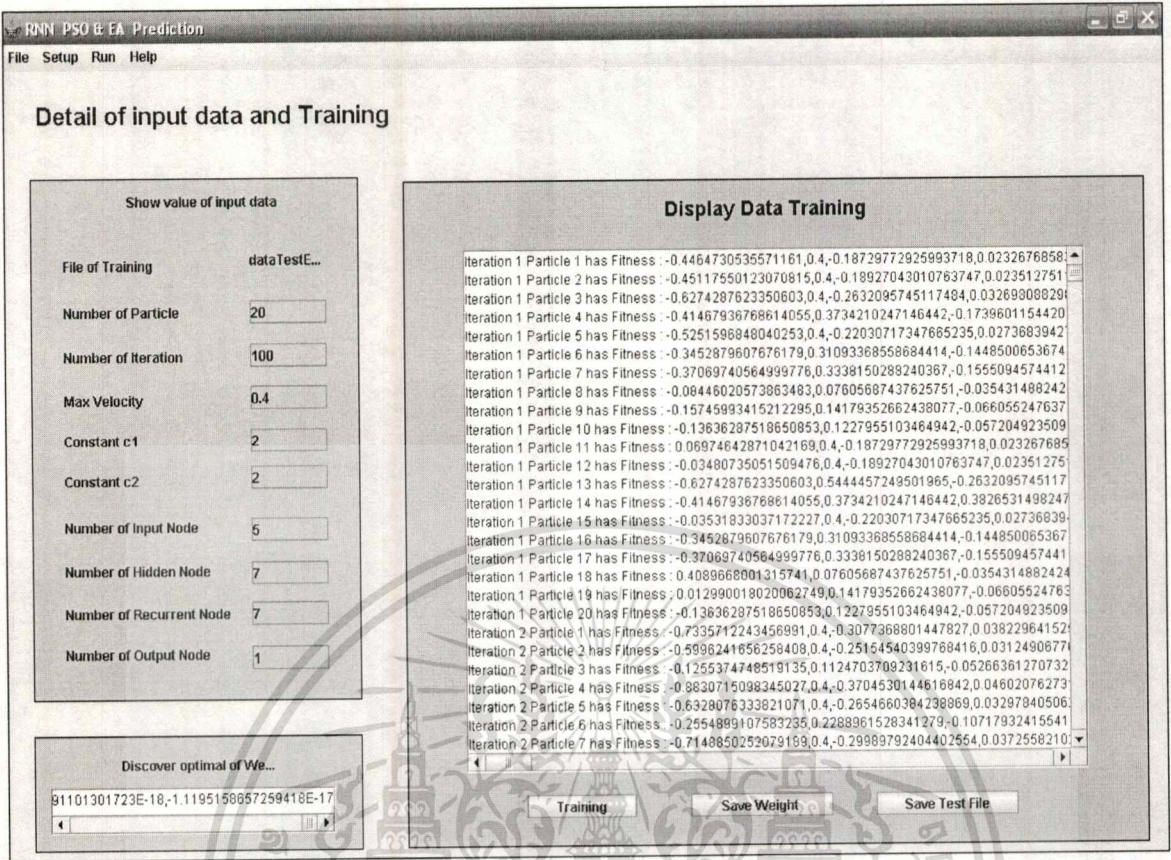 RNN PSO & EA Prediction
File Setup Run Help
Detail of input data and Training
Show value of input data
File of Training dataTestE...
Number of Particle 20
Number of Iteration 100
Max Velocity 0.4
Constant c1 2
Constant c2 2
Number of Input Node 5
Number of Hidden Node 7
Number of Recurrent Node 7
Number of Output Node 1
Discover optimal of We...
91101301723E-18,-1.1195158657259418E-17
Display Data Training
Iteration 1 Particle 1 has Fitness : -0.4464730535571161,0.4,-0.18729772925993718,0.0232676858
Iteration 1 Particle 2 has Fitness : -0.45117550123070815,0.4,-0.18927043010763747,0.023512751
Iteration 1 Particle 3 has Fitness : -0.6274287623350603,0.4,-0.2632095745117484,0.0326980829
Iteration 1 Particle 4 has Fitness : -0.41467936768614055,0.3734210247146442,-0.1739601154420
Iteration 1 Particle 5 has Fitness : -0.5251596848040253,0.4,-0.22030717347665235,0.0273683942
Iteration 1 Particle 6 has Fitness : -0.3452879607676179,0.31093368558684414,-0.1448500653674
Iteration 1 Particle 7 has Fitness : -0.37069740564999776,0.3338150288240367,-0.1555094574412
Iteration 1 Particle 8 has Fitness : -0.08446020573863483,0.07605687437625751,-0.035431488242
Iteration 1 Particle 9 has Fitness : -0.15745993415212295,0.14179352662438077,-0.066055247637
Iteration 1 Particle 10 has Fitness : -0.13636287518650853,0.1227955103464942,-0.057204923509
Iteration 1 Particle 11 has Fitness : 0.06974642871042169,0.4,-0.18729772925993718,0.023267685
Iteration 1 Particle 12 has Fitness : -0.03480735051509476,0.4,-0.18927043010763747,0.02351275
Iteration 1 Particle 13 has Fitness : -0.6274287623350603,0.5444457249501965,-0.2632095745117
Iteration 1 Particle 14 has Fitness : -0.41467936768614055,0.3734210247146442,0.3826531498247
Iteration 1 Particle 15 has Fitness : -0.03531833037172227,0.4,-0.22030717347665235,0.02736839
Iteration 1 Particle 16 has Fitness : -0.3452879607676179,0.31093368558684414,-0.144850065367
Iteration 1 Particle 17 has Fitness : -0.37069740564999776,0.3338150288240367,-0.155509457441
Iteration 1 Particle 18 has Fitness : 0.4089668001315741,0.07605687437625751,-0.0354314882424
Iteration 1 Particle 19 has Fitness : 0.012990018020062749,0.14179352662438077,-0.06605524763
Iteration 1 Particle 20 has Fitness : -0.13636287518650853,0.1227955103464942,-0.057204923509
Iteration 2 Particle 1 has Fitness : -0.7335712243456991,0.4,-0.3077368801447827,0.03822964152
Iteration 2 Particle 2 has Fitness : -0.5996241656258408,0.4,-0.25154540399768416,0.0312490677
Iteration 2 Particle 3 has Fitness : -0.1255374748519135,0.1124703709231615,-0.05266361270732
Iteration 2 Particle 4 has Fitness : -0.8830715098345027,0.4,-0.3704530144616842,0.04602076273
Iteration 2 Particle 5 has Fitness : -0.6328076333821071,0.4,-0.2654660384238869,0.03297840506
Iteration 2 Particle 6 has Fitness : -0.2554899107583235,0.2288961528341279,-0.10717932415541
Iteration 2 Particle 7 has Fitness : -0.7148850252079189,0.4,-0.29989792404402554,0.0372558210
Training Save Weight Save Test File